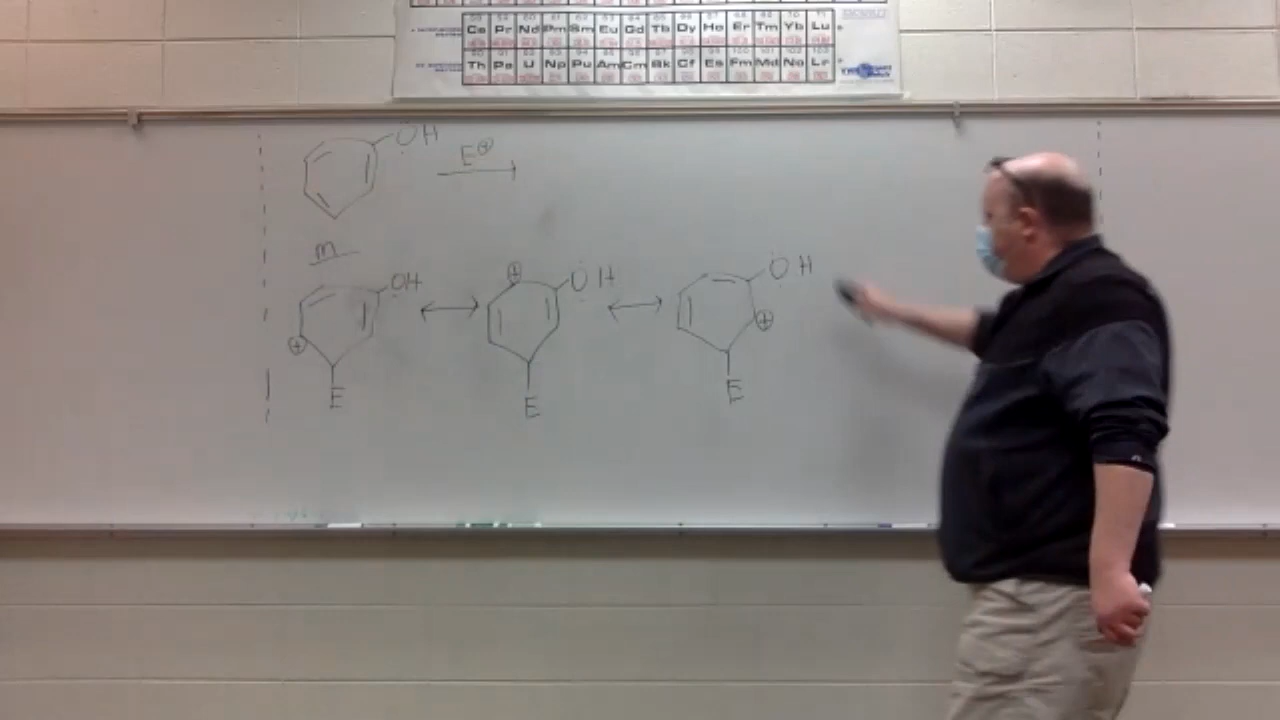 Ce Pr Nd Pm Sm Eu Gd Tb Dy Ho Er Tm Yb Lu
Th Pa U Np Pu Am Cm Bk Cf Es Fm Md No Lr
OH
E⊕
m
OH OH OH
⊕ ⊕ ⊕
E E E